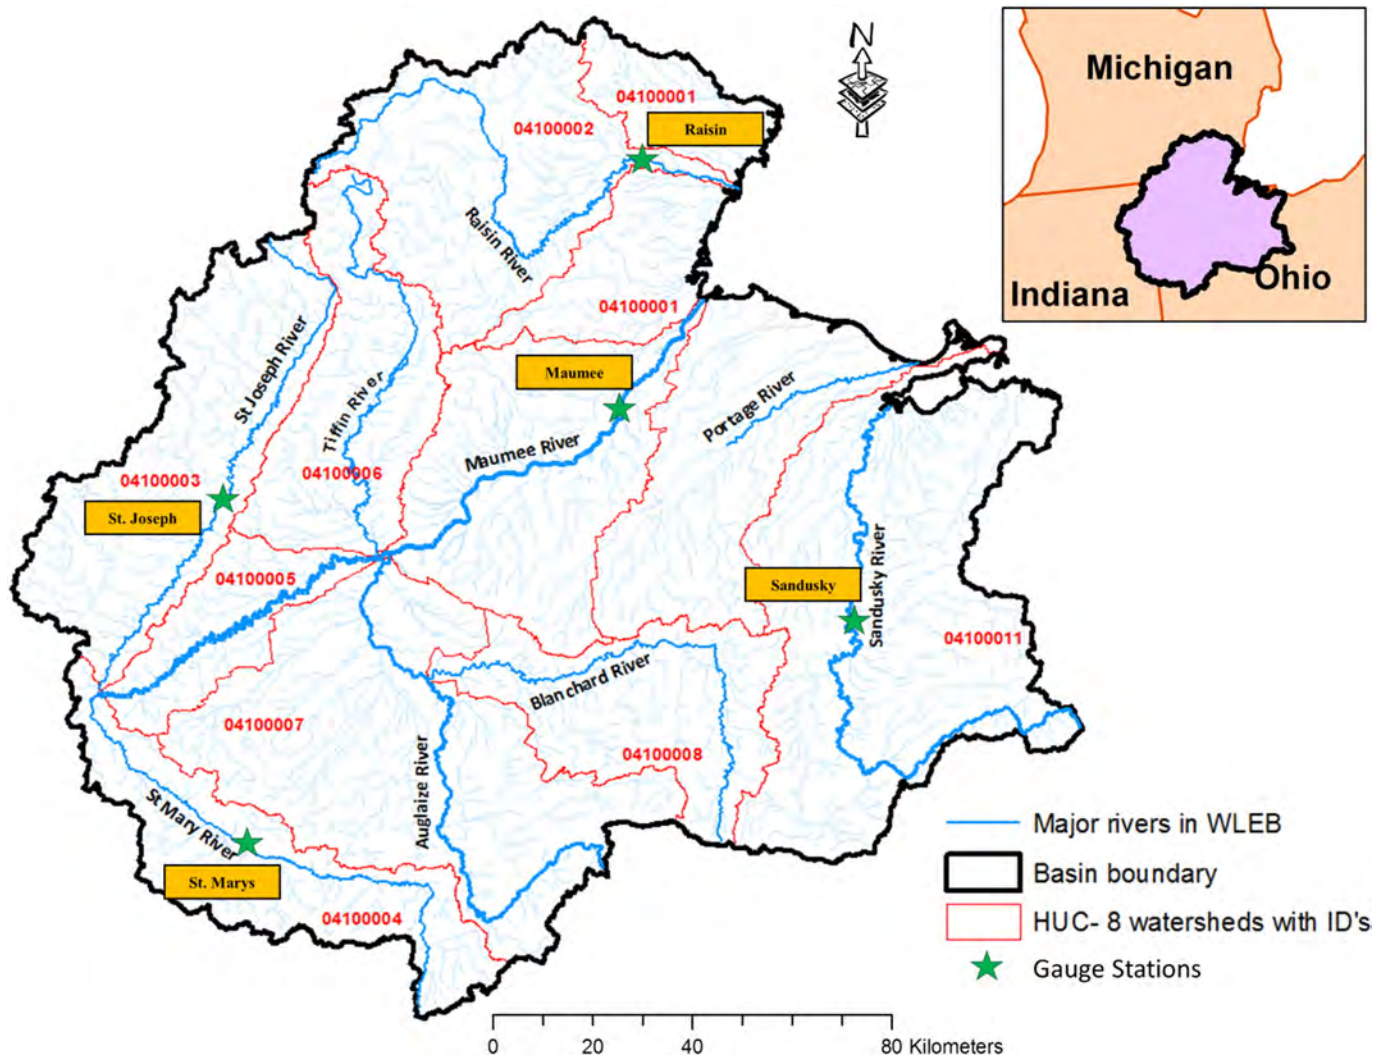 N
Michigan
Indiana
Ohio
04100001
04100002
Raisin
Raisin River
04100001
St Joseph River
Maumee
Tiffin River
Portage River
Maumee River
04100006
04100003
St. Joseph
04100005
Sandusky
Sandusky River
04100011
Blanchard River
04100007
04100008
Auglaize River
St Mary River
St. Marys
04100004
Major rivers in WLEB
Basin boundary
HUC- 8 watersheds with ID's
Gauge Stations
0 20 40 80 Kilometers